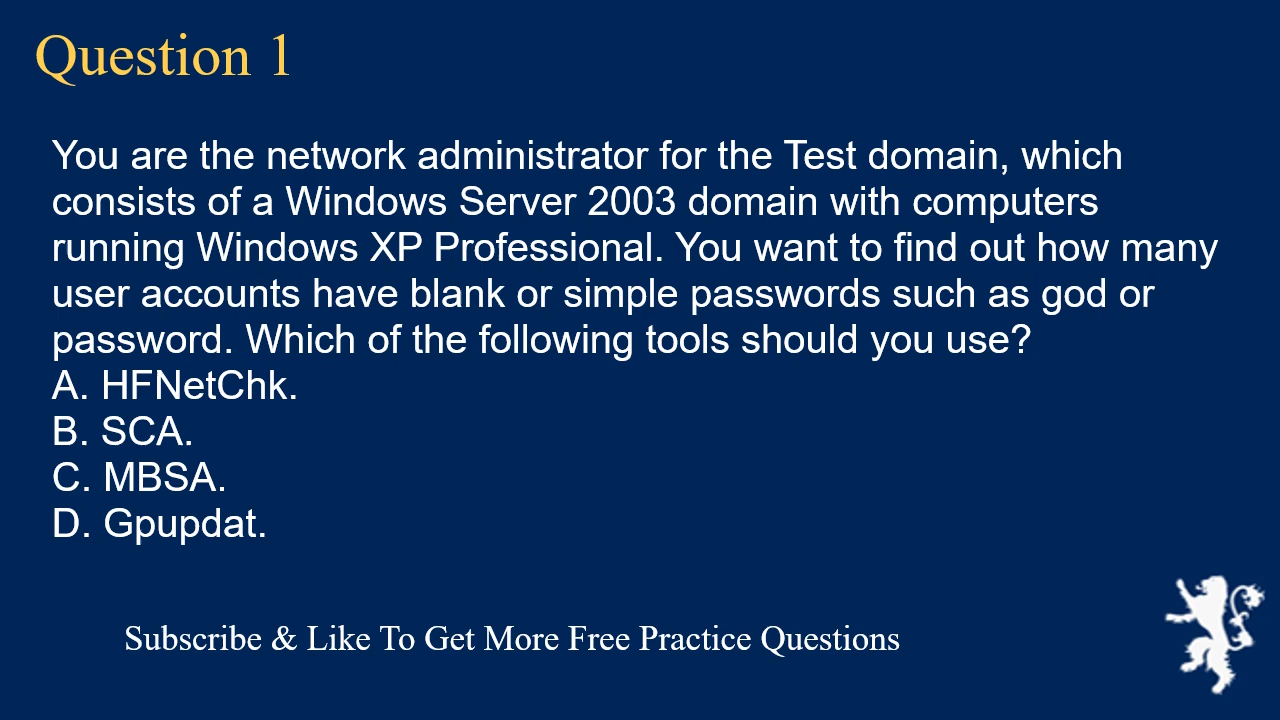 Question 1
You are the network administrator for the Test domain, which
consists of a Windows Server 2003 domain with computers
running Windows XP Professional. You want to find out how many
user accounts have blank or simple passwords such as god or
password. Which of the following tools should you use?
A. HFNetChk.
B. SCA.
C. MBSA.
D. Gpupdat.
Subscribe & Like To Get More Free Practice Questions